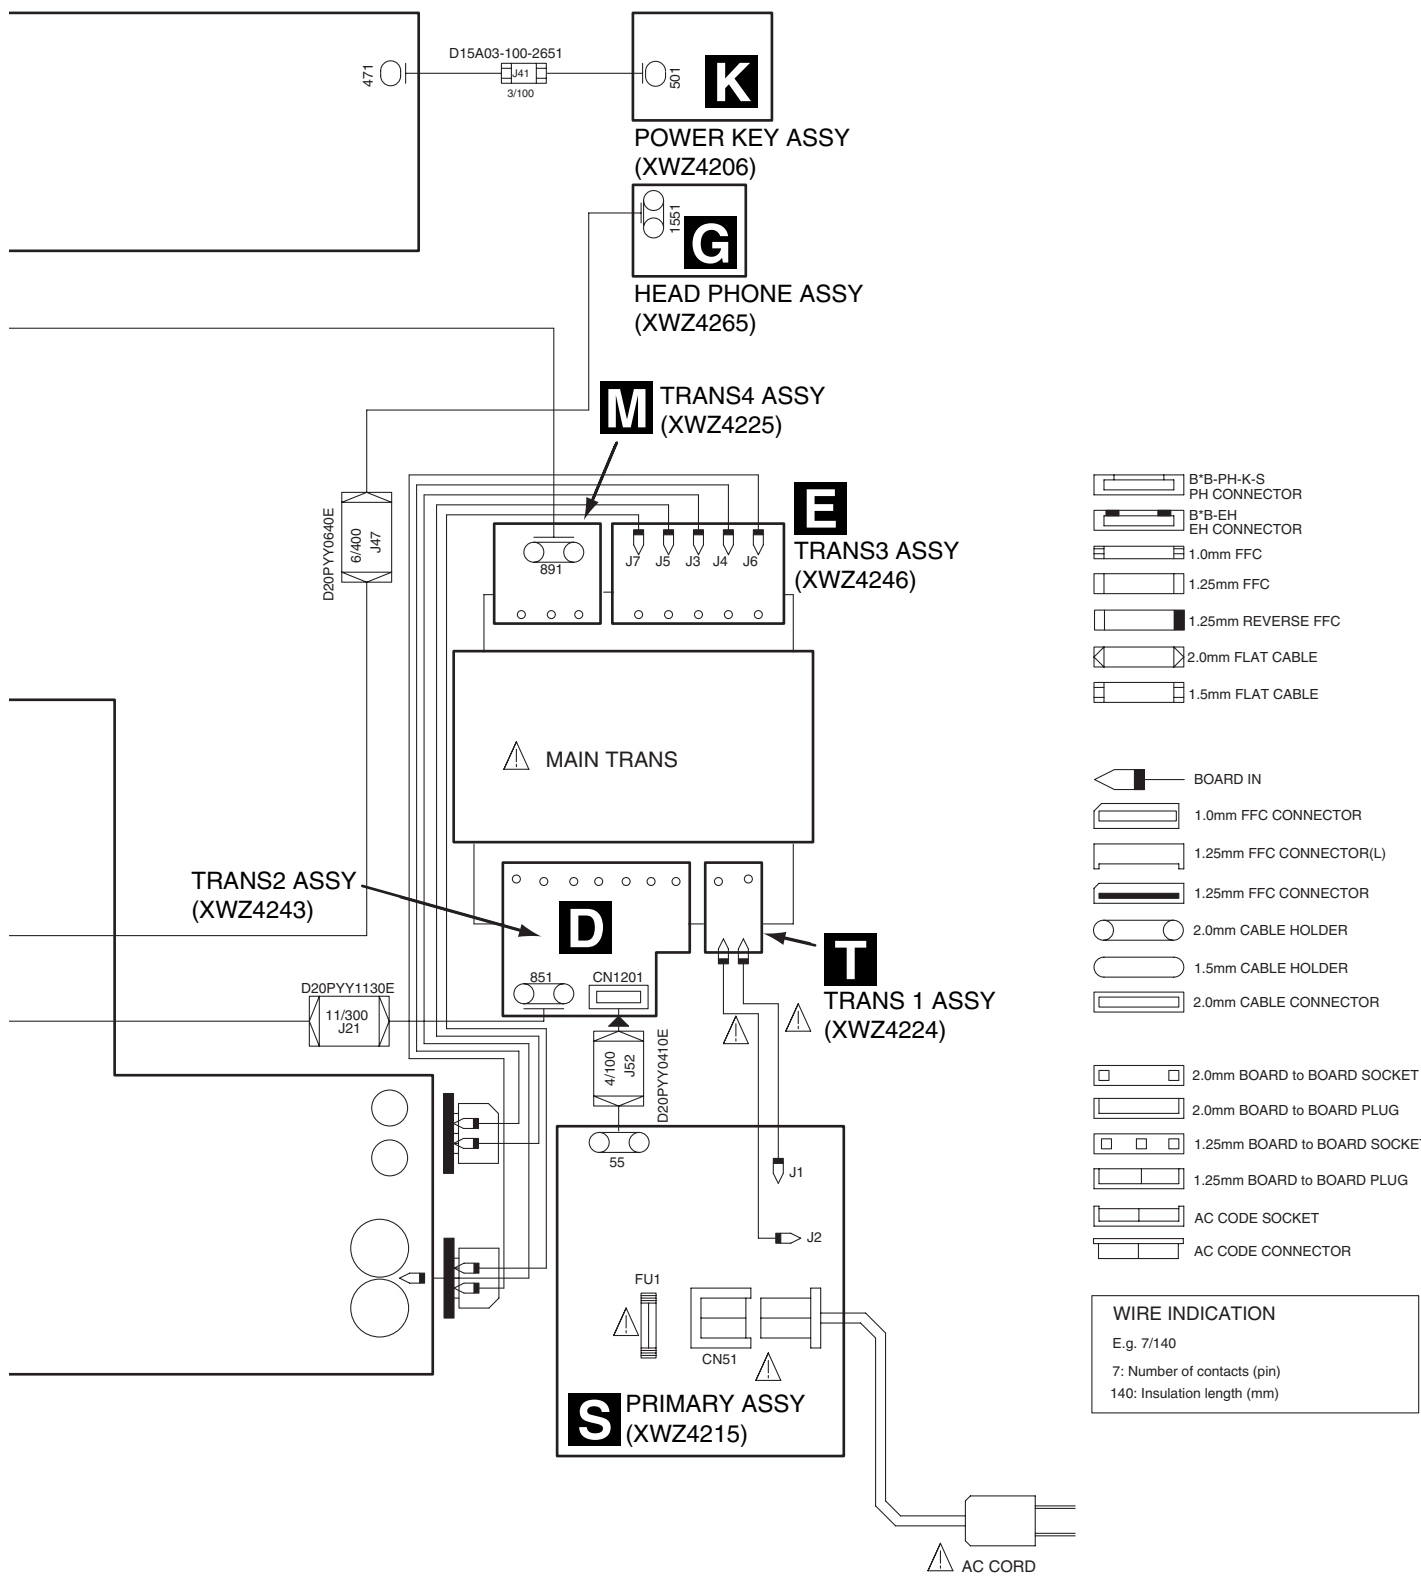 D15A03-100-2651
471
J41
3/100
501
K
POWER KEY ASSY
(XWZ4206)
1551
G
HEAD PHONE ASSY
(XWZ4265)
M
TRANS4 ASSY
(XWZ4225)
D20PYY0640E
6/400
J47
891
J7
J5
J3
J4
J6
E
TRANS3 ASSY
(XWZ4246)
MAIN TRANS
TRANS2 ASSY
(XWZ4243)
D
851
CN1201
T
TRANS 1 ASSY
(XWZ4224)
D20PYY1130E
11/300
J21
4/100
J52
D20PYY0410E
55
J1
J2
FU1
CN51
S
PRIMARY ASSY
(XWZ4215)
AC CORD
B*B-PH-K-S
PH CONNECTOR
B*B-EH
EH CONNECTOR
1.0mm FFC
1.25mm FFC
1.25mm REVERSE FFC
2.0mm FLAT CABLE
1.5mm FLAT CABLE
BOARD IN
1.0mm FFC CONNECTOR
1.25mm FFC CONNECTOR(L)
1.25mm FFC CONNECTOR
2.0mm CABLE HOLDER
1.5mm CABLE HOLDER
2.0mm CABLE CONNECTOR
2.0mm BOARD to BOARD SOCKET
2.0mm BOARD to BOARD PLUG
1.25mm BOARD to BOARD SOCKE
1.25mm BOARD to BOARD PLUG
AC CODE SOCKET
AC CODE CONNECTOR
WIRE INDICATION
E.g. 7/140
7: Number of contacts (pin)
140: Insulation length (mm)